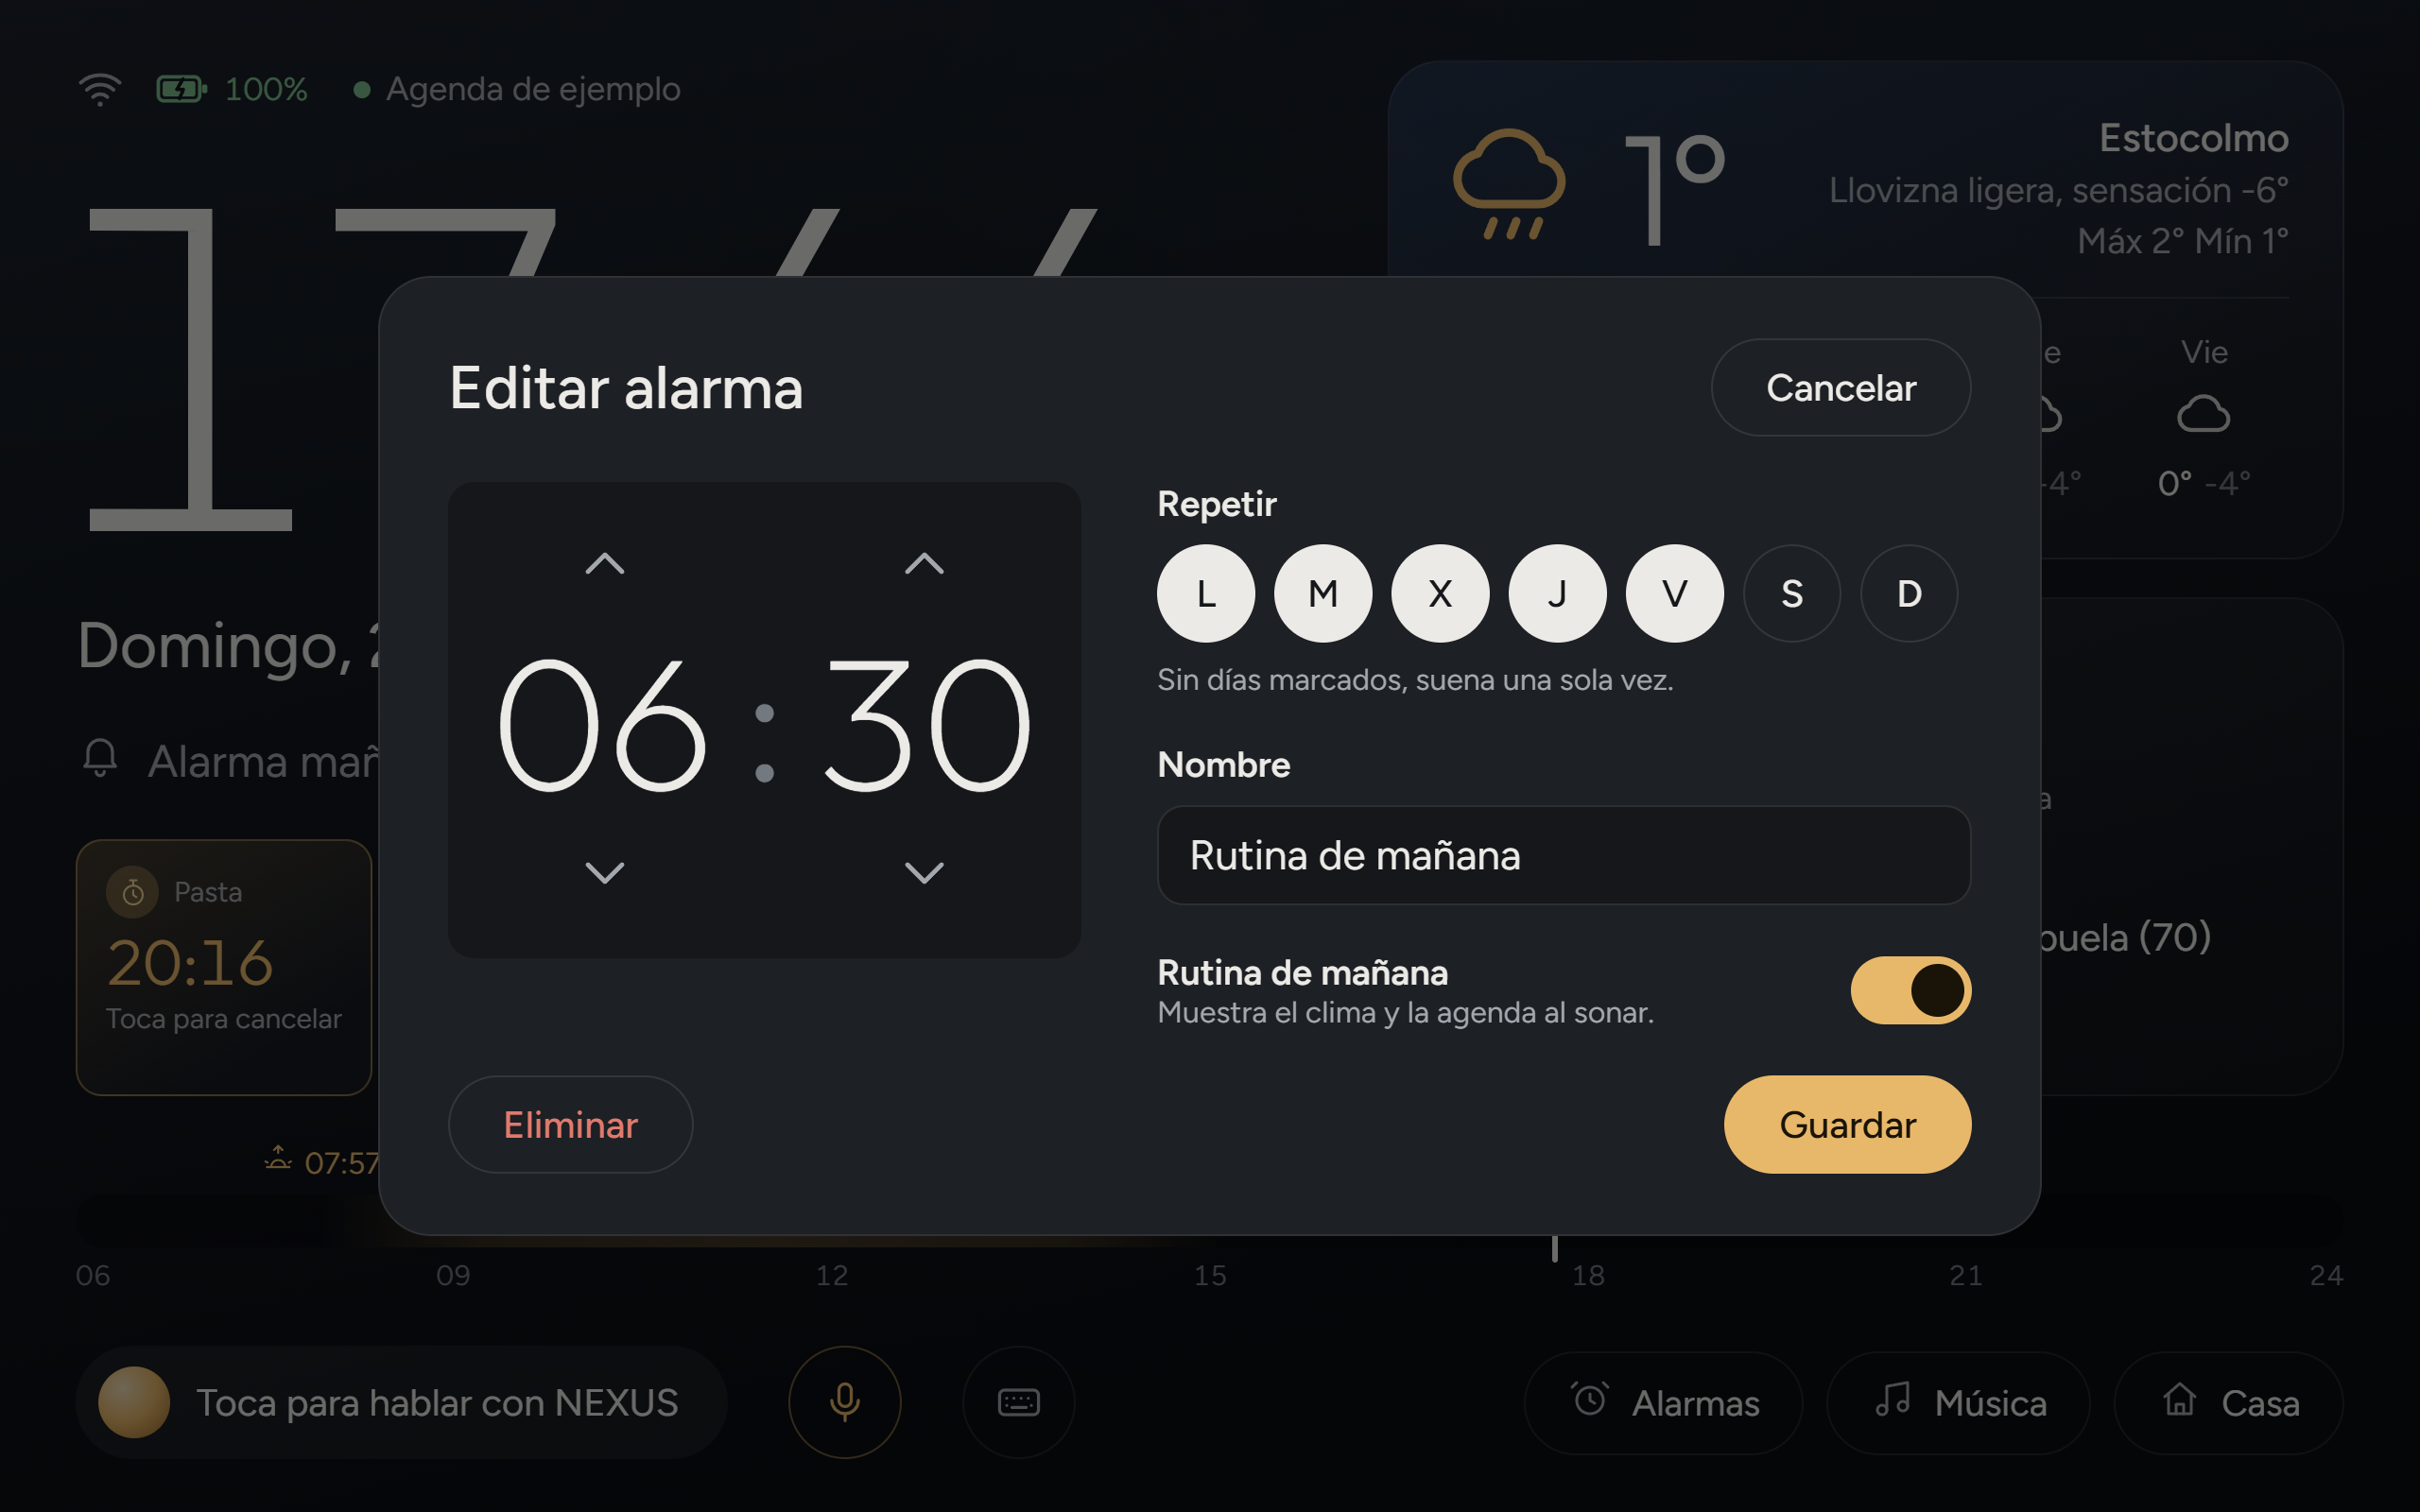 100%
Agenda de ejemplo
1°
Estocolmo
Llovizna ligera, sensación -6°
Máx 2° Mín 1°
Vie
-4°
0° -4°
Domingo,
Alarma
Pasta
20:16
Toca para cancelar
07:57
Editar alarma
Cancelar
06:30
Repetir
L M X J V S D
Sin días marcados, suena una sola vez.
Nombre
Rutina de mañana
Rutina de mañana
Muestra el clima y la agenda al sonar.
Eliminar
Guardar
(70)
06 09 12 15 18 21 24
Toca para hablar con NEXUS
Alarmas
Música
Casa